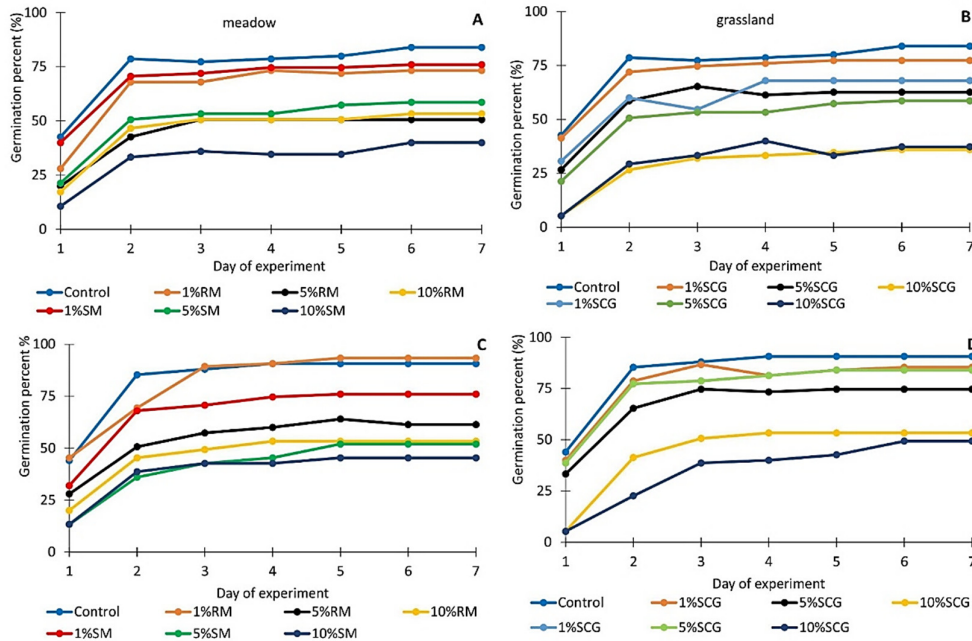 meadow
A
Germination percent (%)
100
75
50
25
0
1 2 3 4 5 6 7
Day of experiment
Control 1%RM 5%RM 10%RM
1%SM 5%SM 10%SM
grassland
B
Germination percent (%)
100
75
50
25
0
1 2 3 4 5 6 7
Day of experiment
Control 1%SCG 5%SCG 10%SCG
1%SCG 5%SCG 10%SCG
C
Germination percent %
100
75
50
25
0
1 2 3 4 5 6 7
Day of experiment
Control 1%RM 5%RM 10%RM
1%SM 5%SM 10%SM
D
Germination percent (%)
100
75
50
25
0
1 2 3 4 5 6 7
Day of experiment
Control 1%SCG 5%SCG 10%SCG
1%SCG 5%SCG 10%SCG